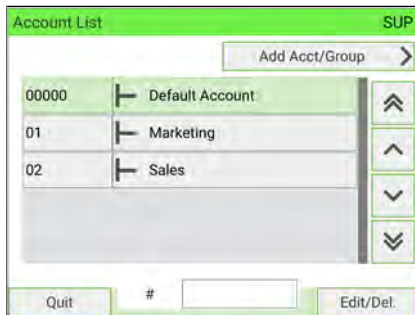 Account List SUP
Add Acct/Group
00000 Default Account
01 Marketing
02 Sales
Quit # Edit/Del.